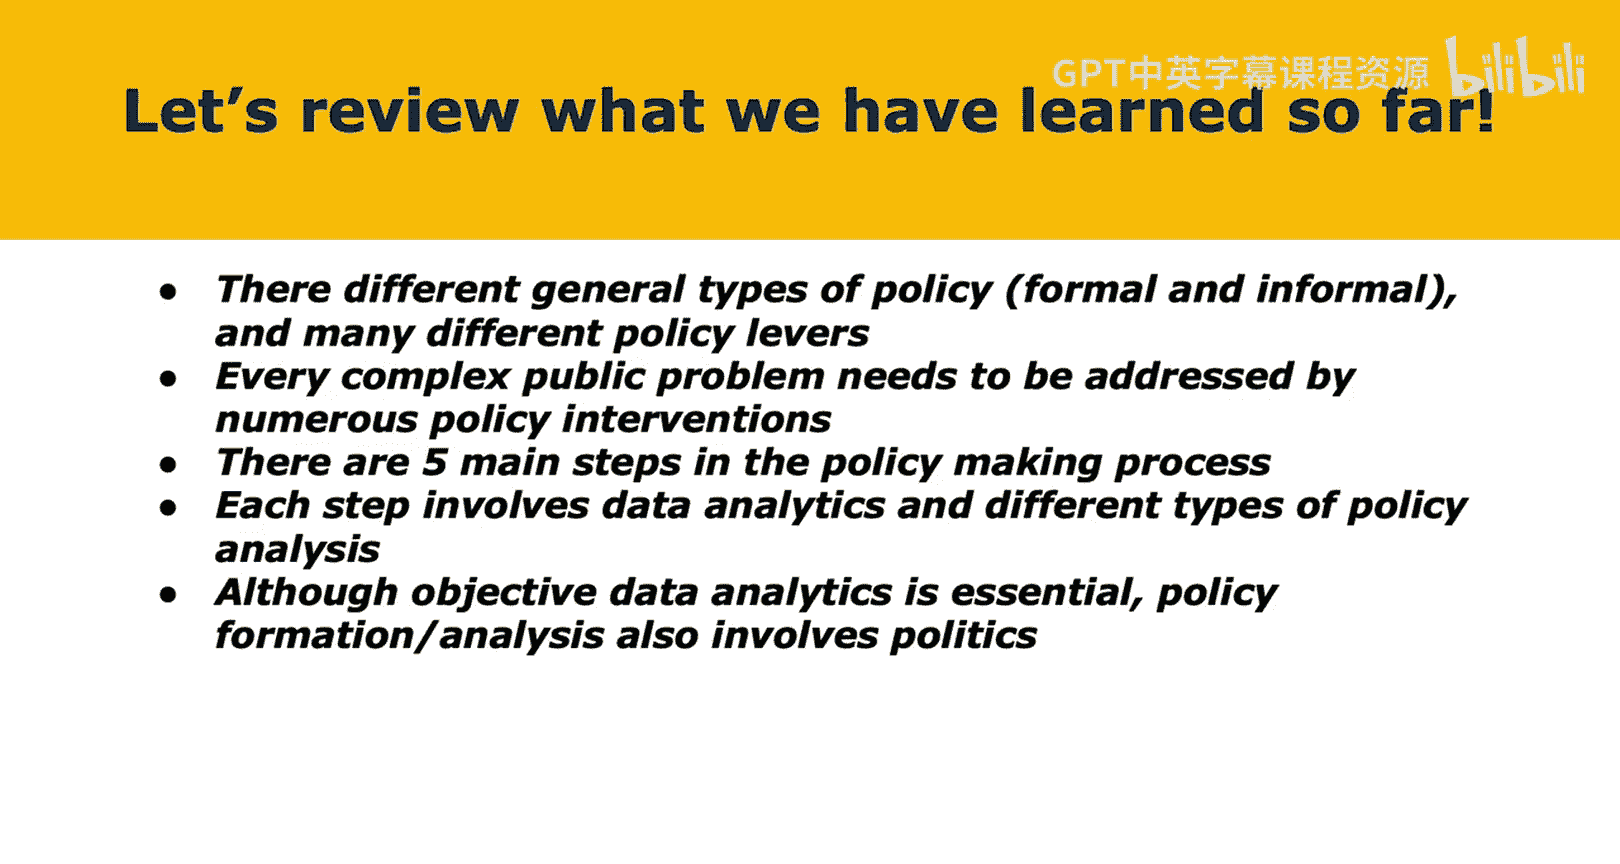 GPT中英字幕课程资源 bilibili
Let’s review what we have learned so far!
● There different general types of policy (formal and informal),
and many different policy levers
● Every complex public problem needs to be addressed by
numerous policy interventions
● There are 5 main steps in the policy making process
● Each step involves data analytics and different types of policy
analysis
● Although objective data analytics is essential, policy
formation/analysis also involves politics